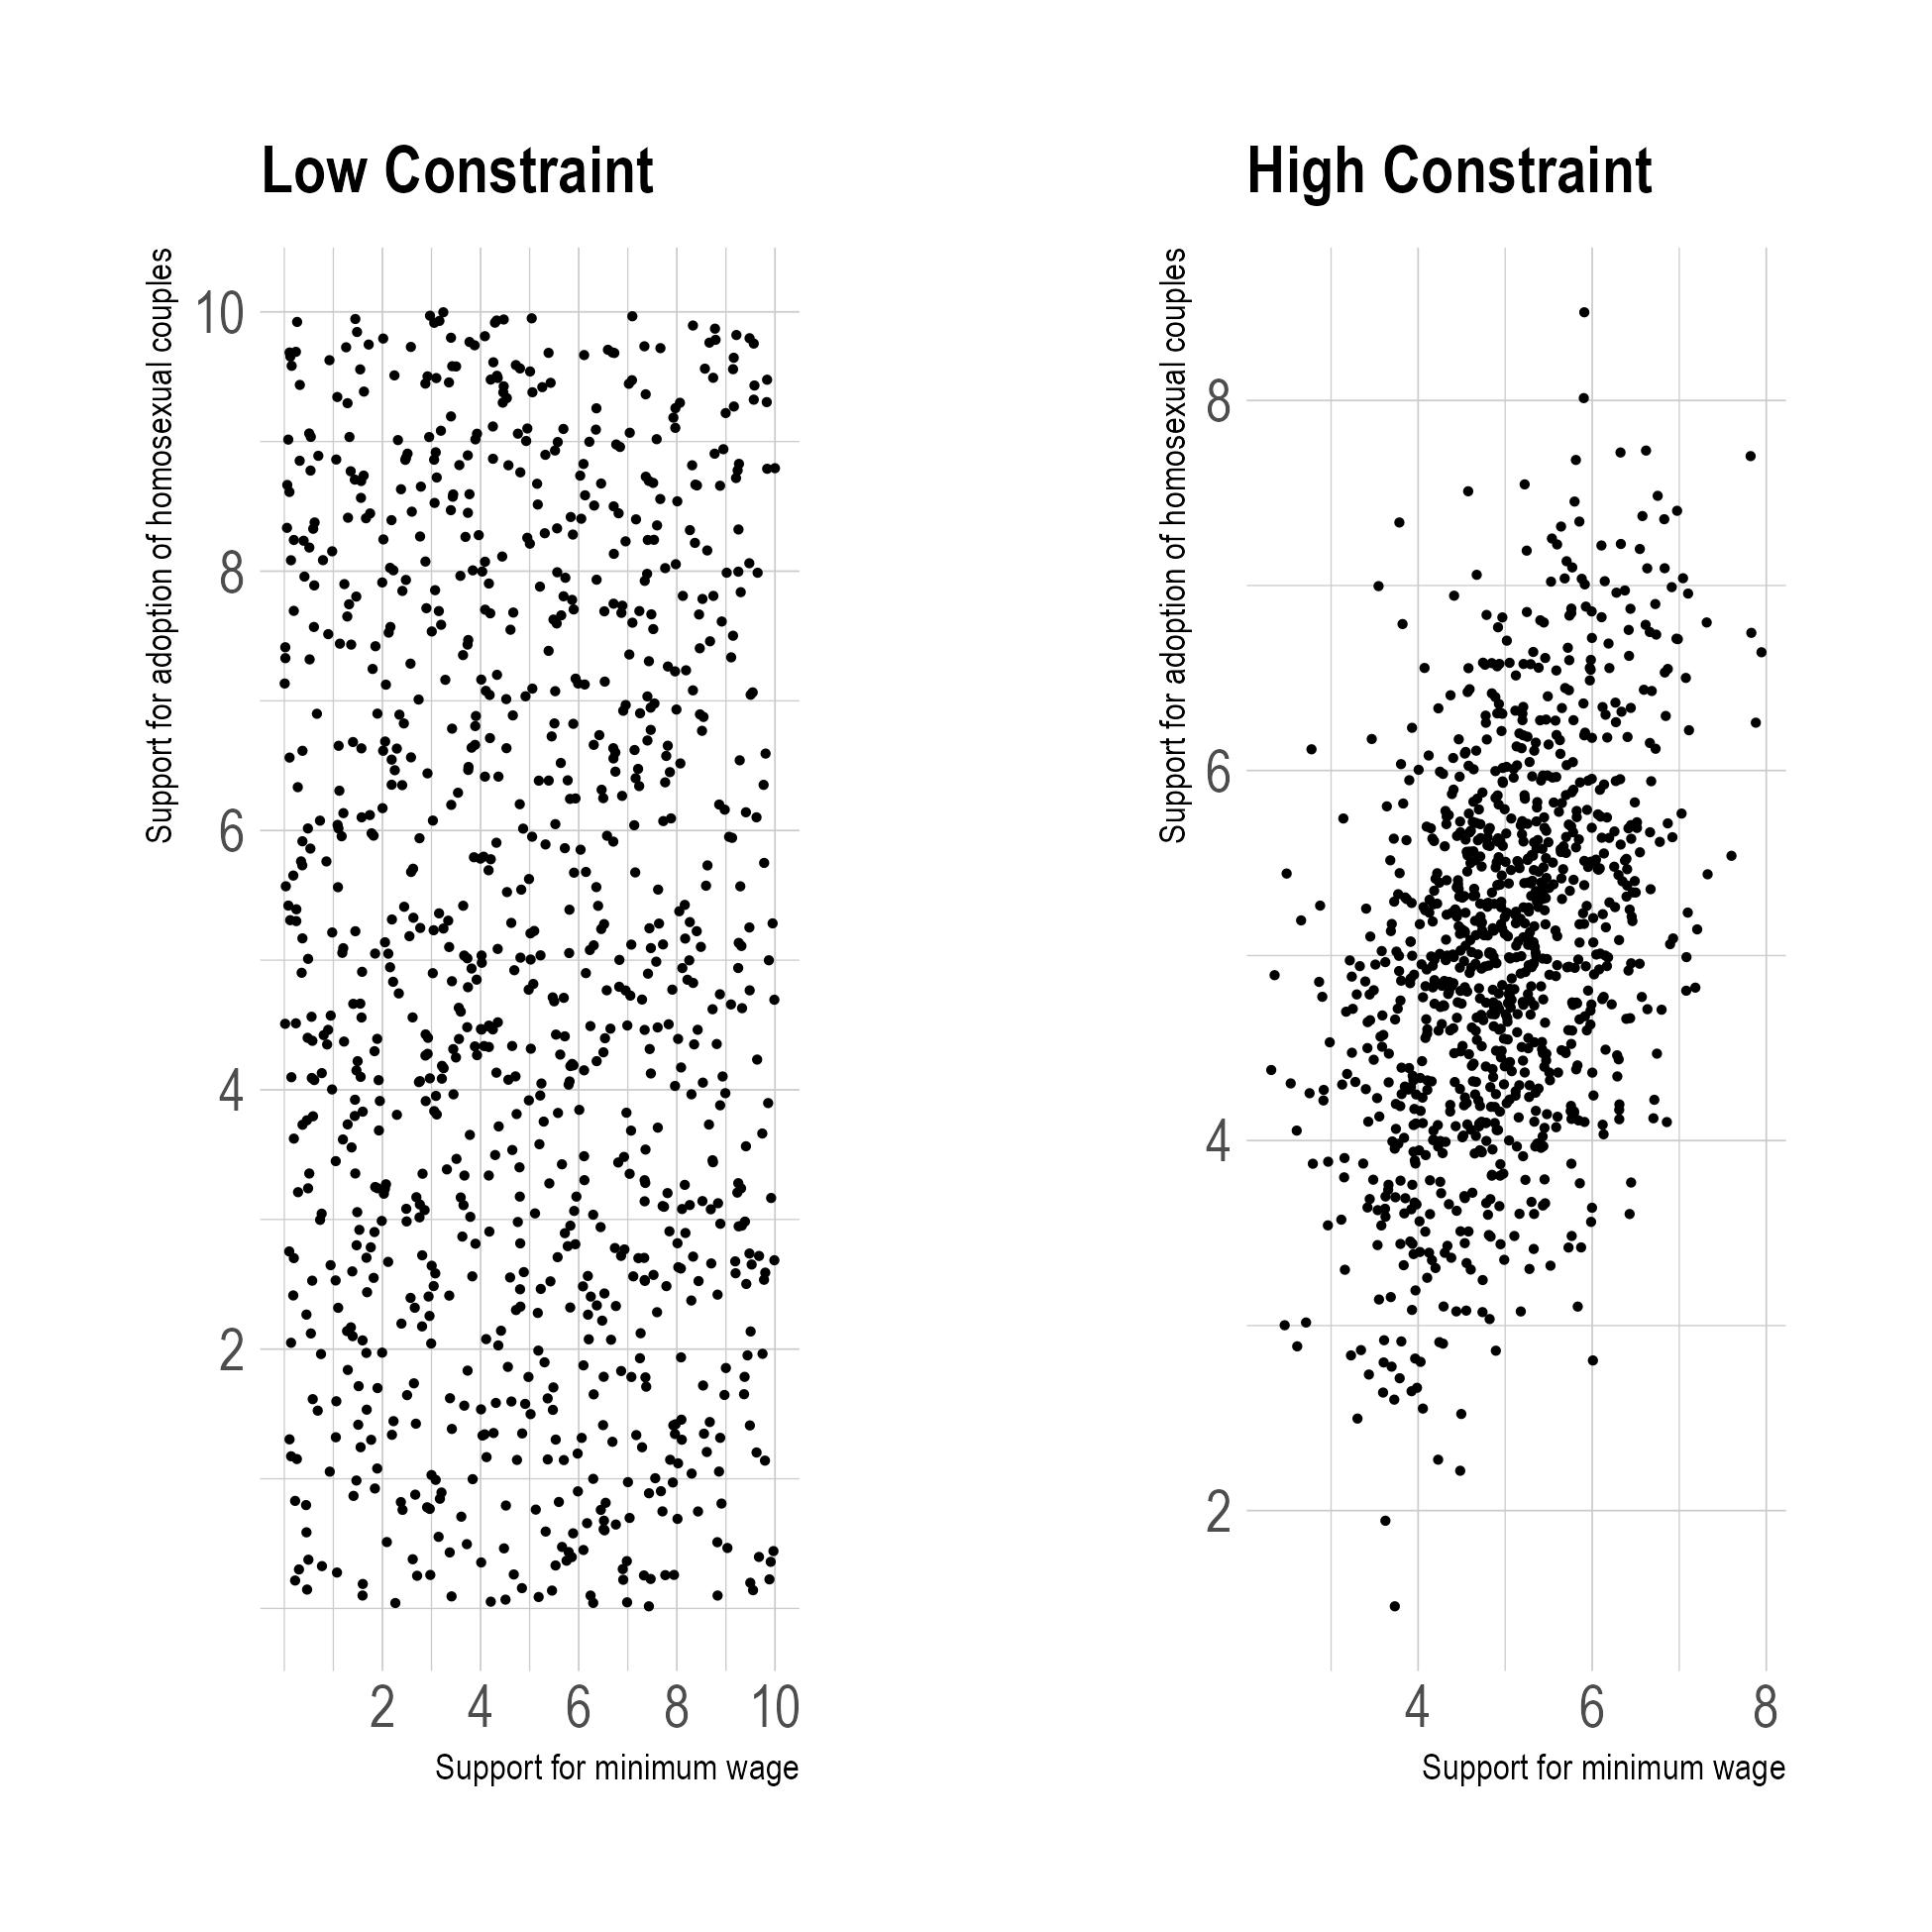 Low Constraint
Support for adoption of homosexual couples
10
8
6
4
2
2 4 6 8 10
Support for minimum wage
High Constraint
Support for adoption of homosexual couples
8
6
4
2
4 6 8
Support for minimum wage